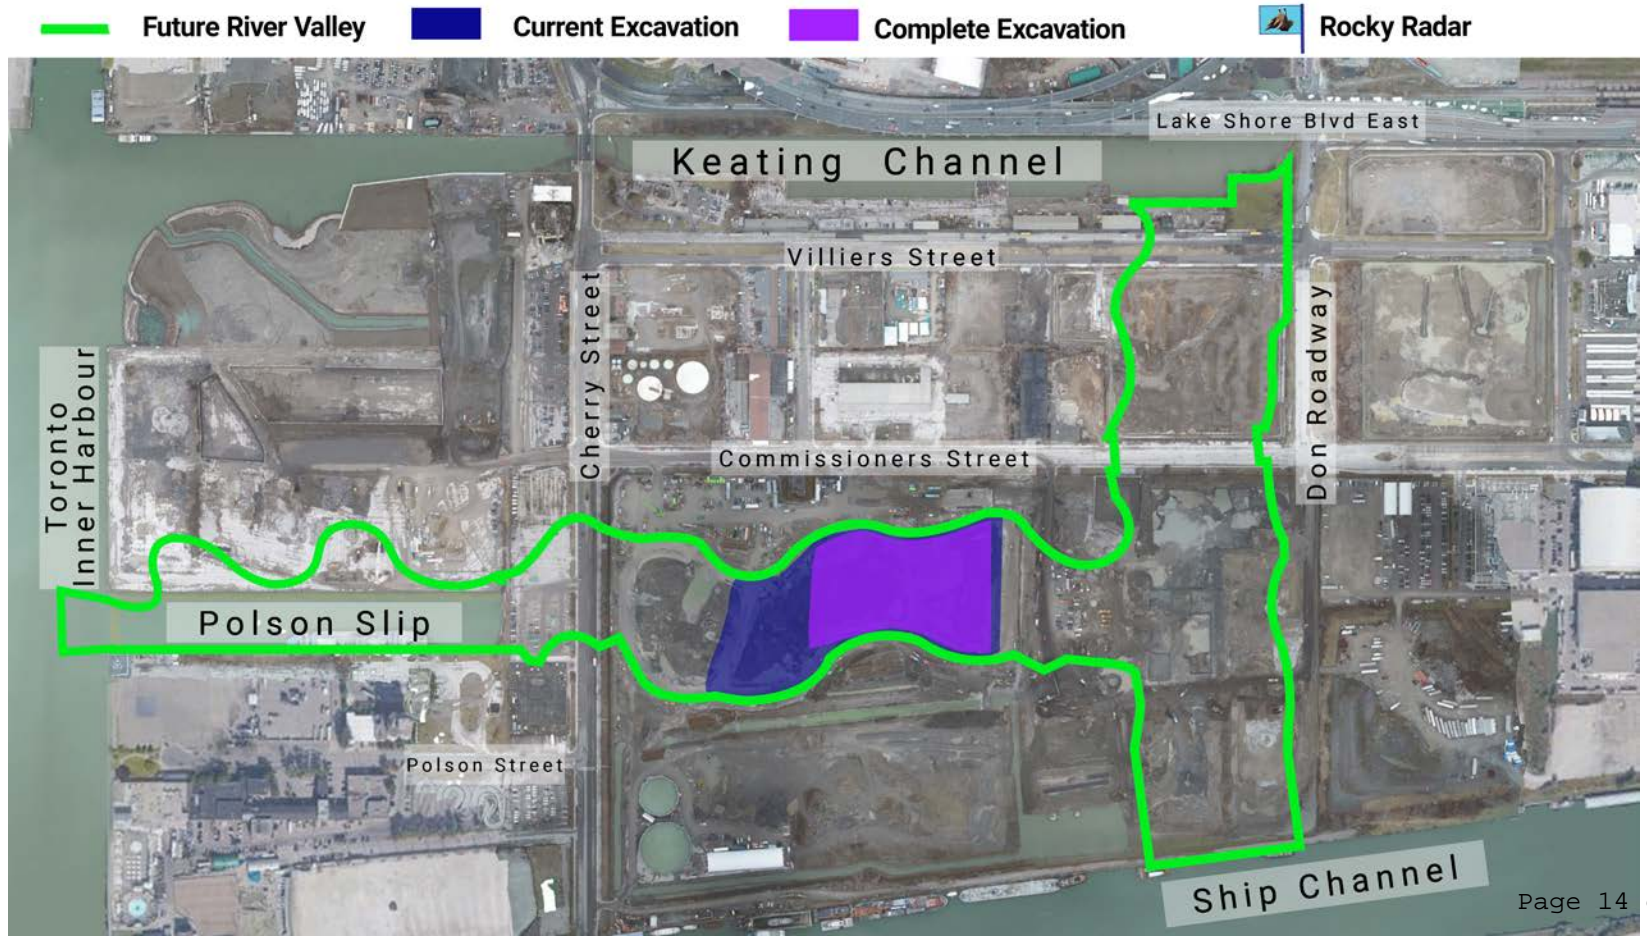 Future River Valley
Current Excavation
Complete Excavation
Rocky Radar
Lake Shore Blvd East
Keating Channel
Villiers Street
Cherry Street
Don Roadway
Toronto
Inner Harbour
Commissioners Street
Polson Slip
Polson Street
Ship Channel
Page 14